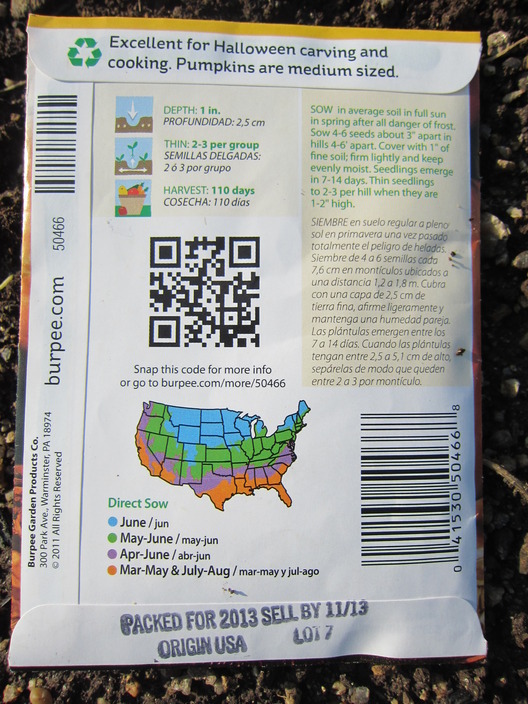 Excellent for Halloween carving and
cooking. Pumpkins are medium sized.
DEPTH: 1 in.
PROFUNDIDAD: 2,5 cm
THIN: 2-3 per group
SEMILLAS DELGADAS:
2 ó 3 por grupo
HARVEST: 110 days
COSECHA: 110 días
SOW in average soil in full sun
in spring after all danger of frost.
Sow 4-6 seeds about 3" apart in
hills 4-6' apart. Cover with 1" of
fine soil; firm lightly and keep
evenly moist. Seedlings emerge
in 7-14 days. Thin seedlings
to 2-3 per hill when they are
1-2" high.
SIEMBRE en suelo regular a pleno
sol en primavera una vez pasado
totalmente el peligro de heladas.
Siembre de 4 a 6 semillas cada
7,6 cm en montículos ubicados a
una distancia 1,2 a 1,8 m. Cubra
con una capa de 2,5 cm de
tierra fina, afirme ligeramente y
mantenga una humedad pareja.
Las plántulas emergen entre los
7 a 14 días. Cuando las plántulas
tengan entre 2,5 a 5,1 cm de alto,
sepárelas de modo que queden
entre 2 a 3 por montículo.
Snap this code for more info
or go to burpee.com/more/50466
Direct Sow
June / jun
May-June / may-jun
Apr-June / abr-jun
Mar-May & July-Aug / mar-may y jul-ago
burpee.com 50466
Burpee Garden Products Co.
300 Park Ave., Warminster, PA 18974
© 2011 All Rights Reserved
0 41530 50466 8
PACKED FOR 2013 SELL BY 11/13
ORIGIN USA LOT 7